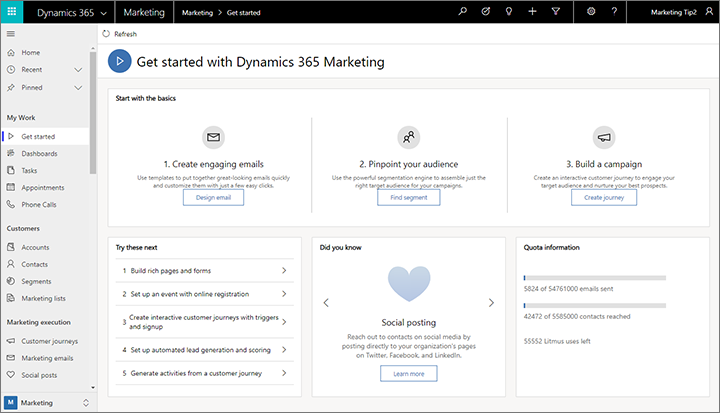 Dynamics 365
Marketing
Marketing > Get started
Marketing Tip2
Refresh
Home
Recent
Pinned
My Work
Get started
Dashboards
Tasks
Appointments
Phone Calls
Customers
Accounts
Contacts
Segments
Marketing lists
Marketing execution
Customer journeys
Marketing emails
Social posts
M Marketing
Get started with Dynamics 365 Marketing
Start with the basics
1. Create engaging emails
Use templates to put together great-looking emails quickly
and customize them with just a few easy clicks.
Design email
2. Pinpoint your audience
Use the powerful segmentation engine to assemble just the
right target audience for your campaigns.
Find segment
3. Build a campaign
Create an interactive customer journey to engage your
target audience and nurture your best prospects.
Create journey
Try these next
1 Build rich pages and forms
2 Set up an event with online registration
3 Create interactive customer journeys with triggers
and signup
4 Set up automated lead generation and scoring
5 Generate activities from a customer journey
Did you know
Social posting
Reach out to contacts on social media by
posting directly to your organization's pages
on Twitter, Facebook, and LinkedIn.
Learn more
Quota information
5824 of 54761000 emails sent
42472 of 5585000 contacts reached
55552 Litmus uses left